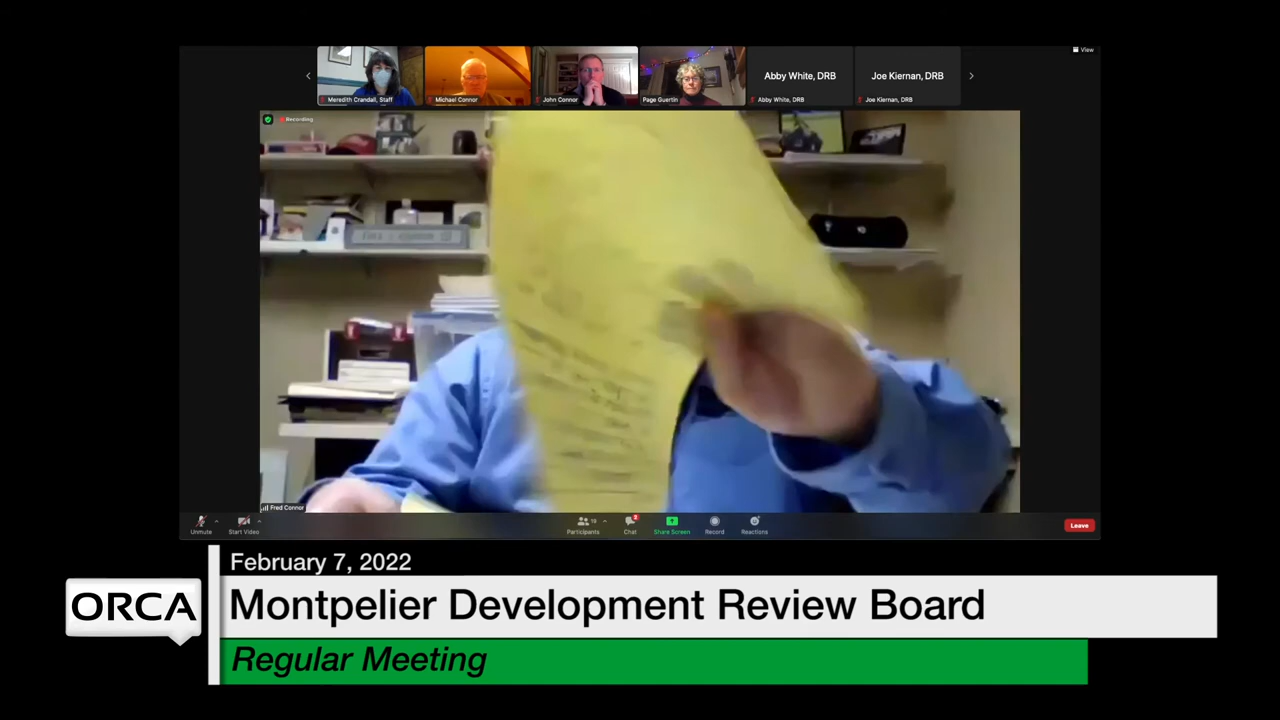 View
Abby White, DRB
Joe Kiernan, DRB
Meredith Crandall, Staff
Michael Connor
John Connor
Page Guertin
Abby White, DRB
Joe Kiernan, DRB
Recording
Fred Connor
Unmute
Start Video
Participants
Chat
Share Screen
Record
Reactions
Leave
February 7, 2022
ORCA
Montpelier Development Review Board
Regular Meeting